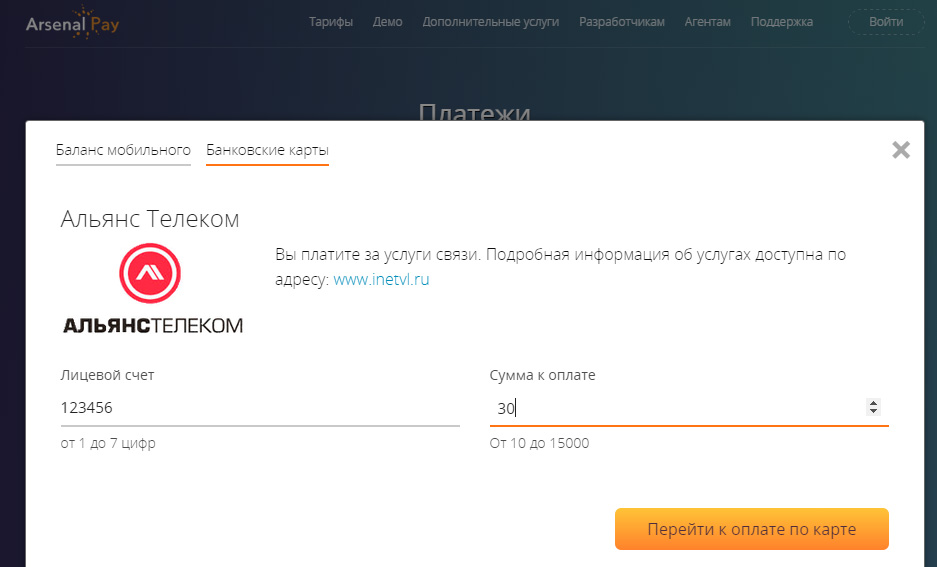 Arsenal Pay
Тарифы Демо Дополнительные услуги Разработчикам Агентам Поддержка Войти
Платежи
Баланс мобильного Банковские карты
Альянс Телеком
Вы платите за услуги связи. Подробная информация об услугах доступна по
адресу: www.inetvl.ru
АЛЬЯНСТЕЛЕКОМ
Лицевой счет Сумма к оплате
123456 30
от 1 до 7 цифр От 10 до 15000
Перейти к оплате по карте